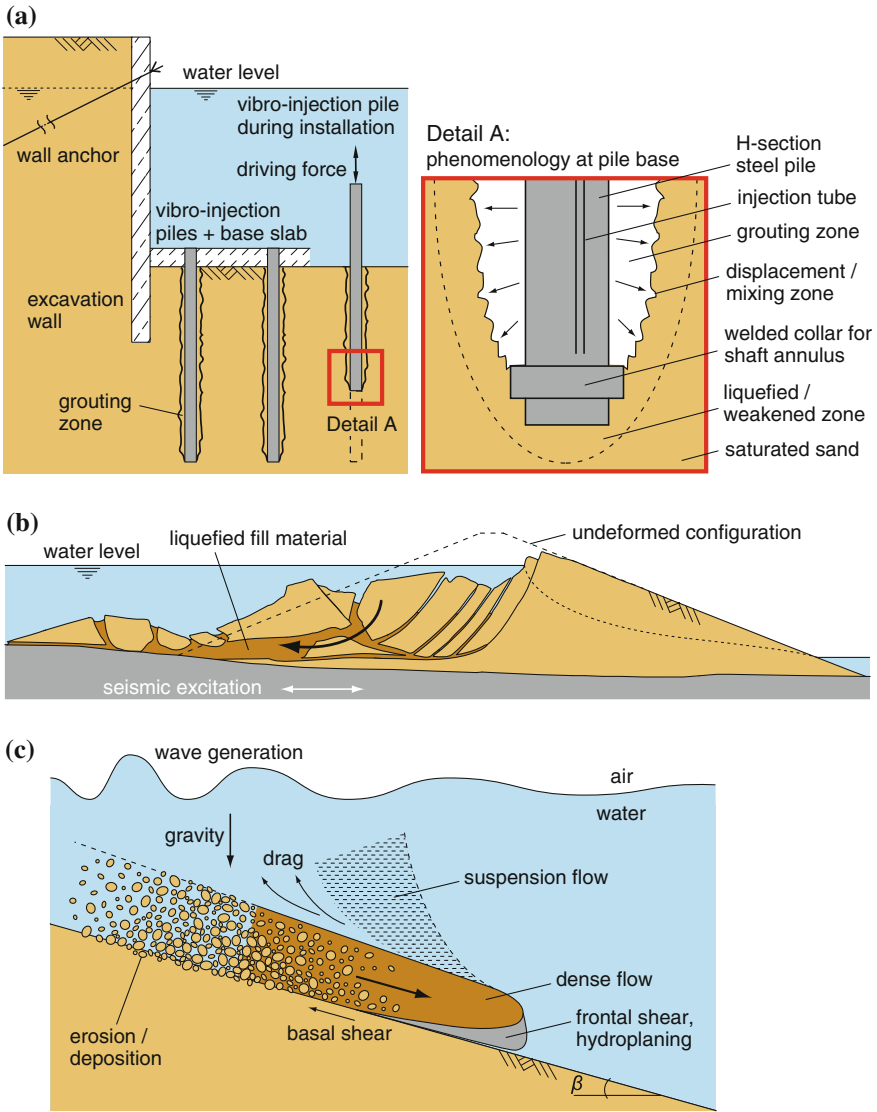 (a)
water level
vibro-injection pile
during installation
wall anchor
driving force
vibro-injection
piles + base slab
excavation
wall
grouting
zone
Detail A
Detail A:
phenomenology at pile base
H-section
steel pile
injection tube
grouting zone
displacement /
mixing zone
welded collar for
shaft annulus
liquefied /
weakened zone
saturated sand
(b)
water level
liquefied fill material
undeformed configuration
seismic excitation
(c)
wave generation
air
water
gravity
drag
suspension flow
dense flow
frontal shear,
hydroplaning
basal shear
erosion /
deposition
β